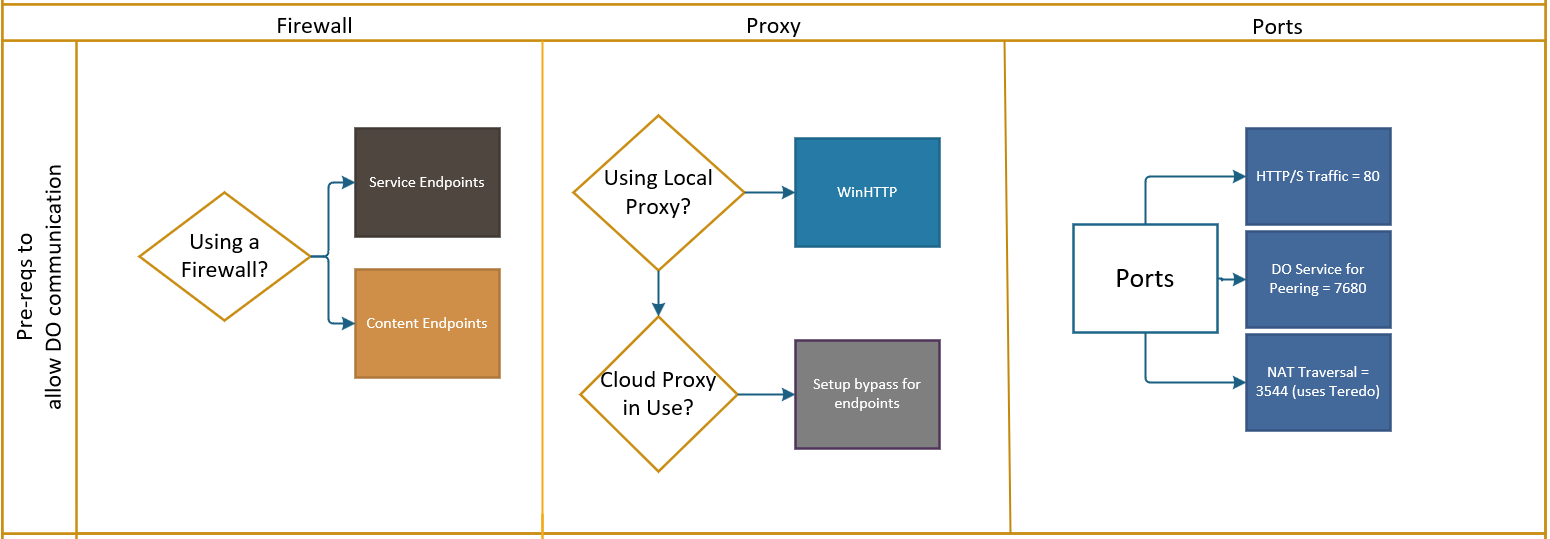 Firewall
Proxy
Ports
Pre-reqs to
allow DO communication
Using a
Firewall?
Service Endpoints
Content Endpoints
Using Local
Proxy?
WinHTTP
Cloud Proxy
in Use?
Setup bypass for
endpoints
Ports
HTTP/S Traffic = 80
DO Service for
Peering = 7680
NAT Traversal =
3544 (uses Teredo)